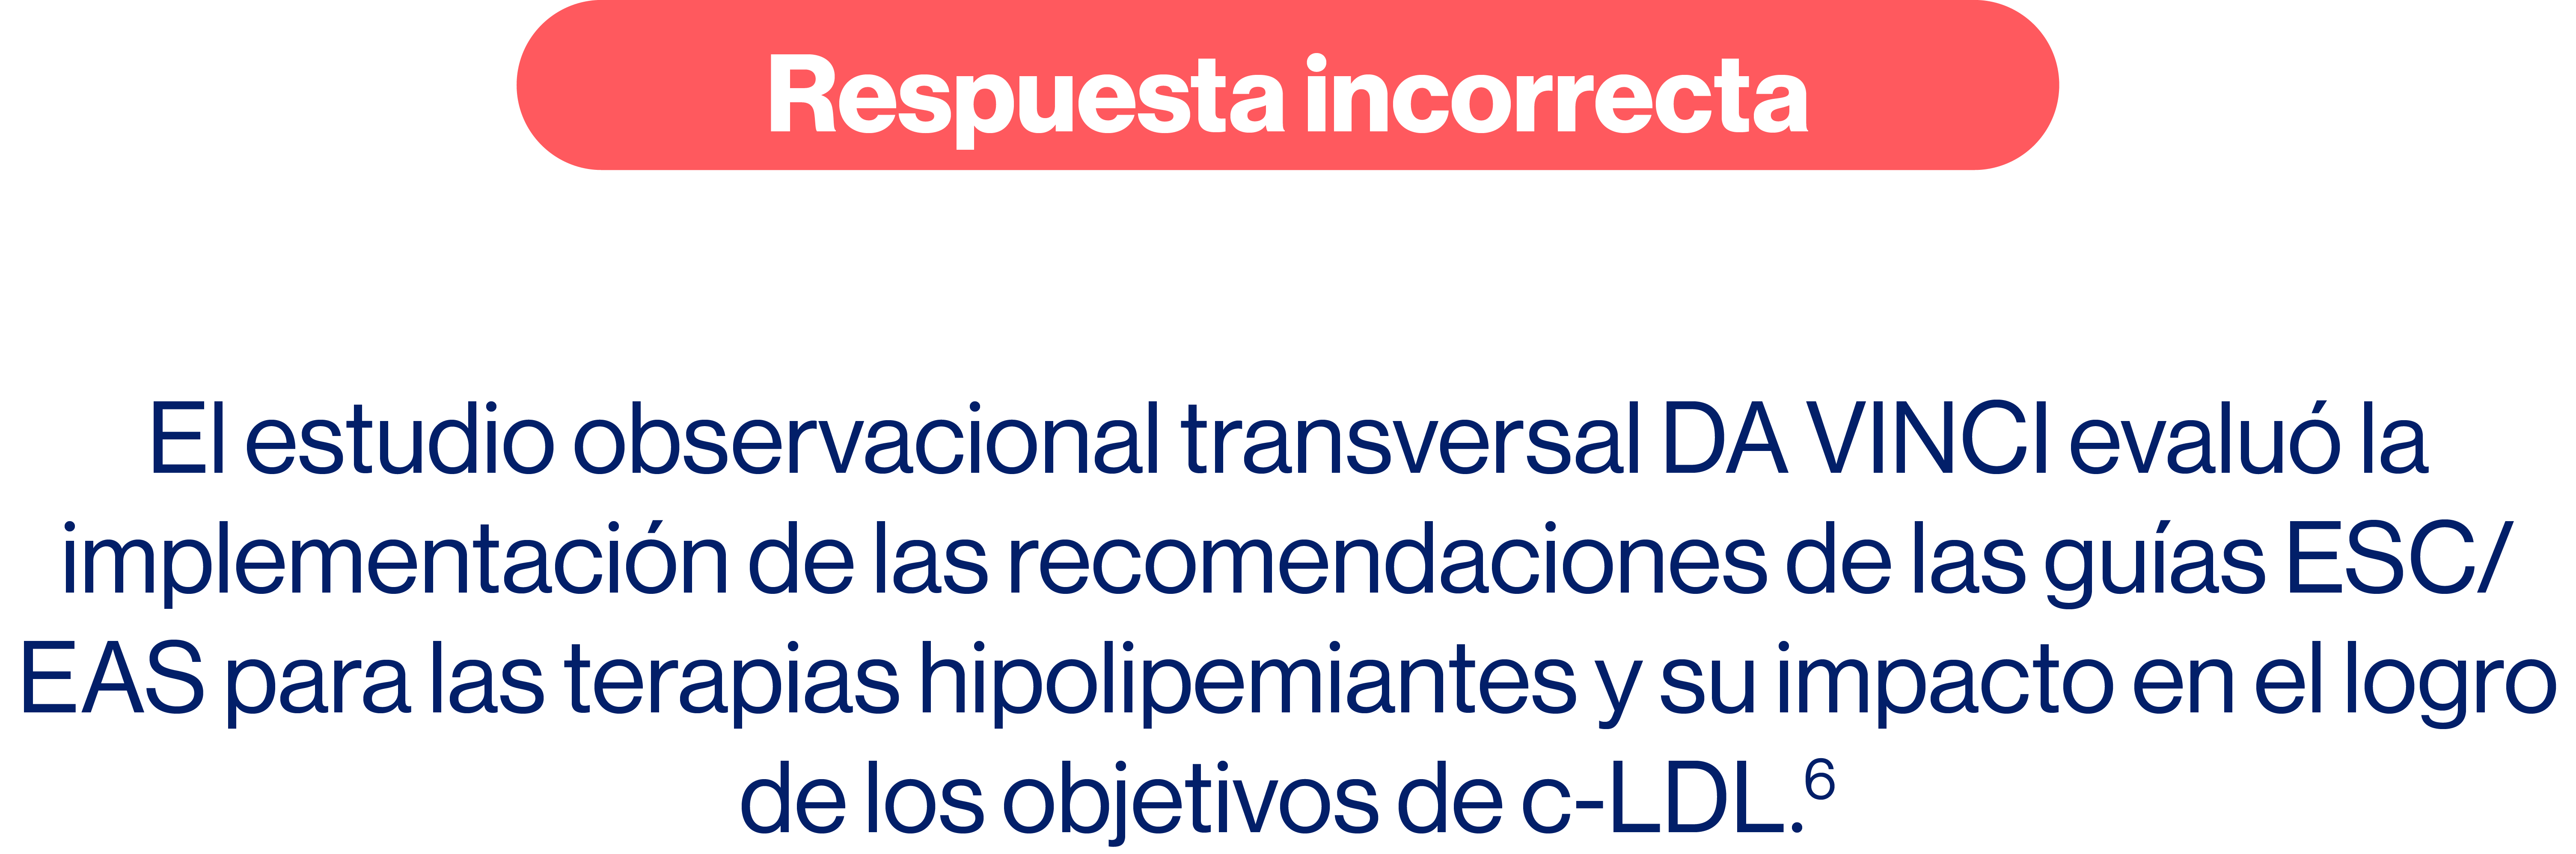 Respuesta incorrecta
El estudio observacional transversal DA VINCI evaluó la
implementación de las recomendaciones de las guías ESC/
EAS para las terapias hipolipemiantes y su impacto en el logro
de los objetivos de c-LDL.⁶